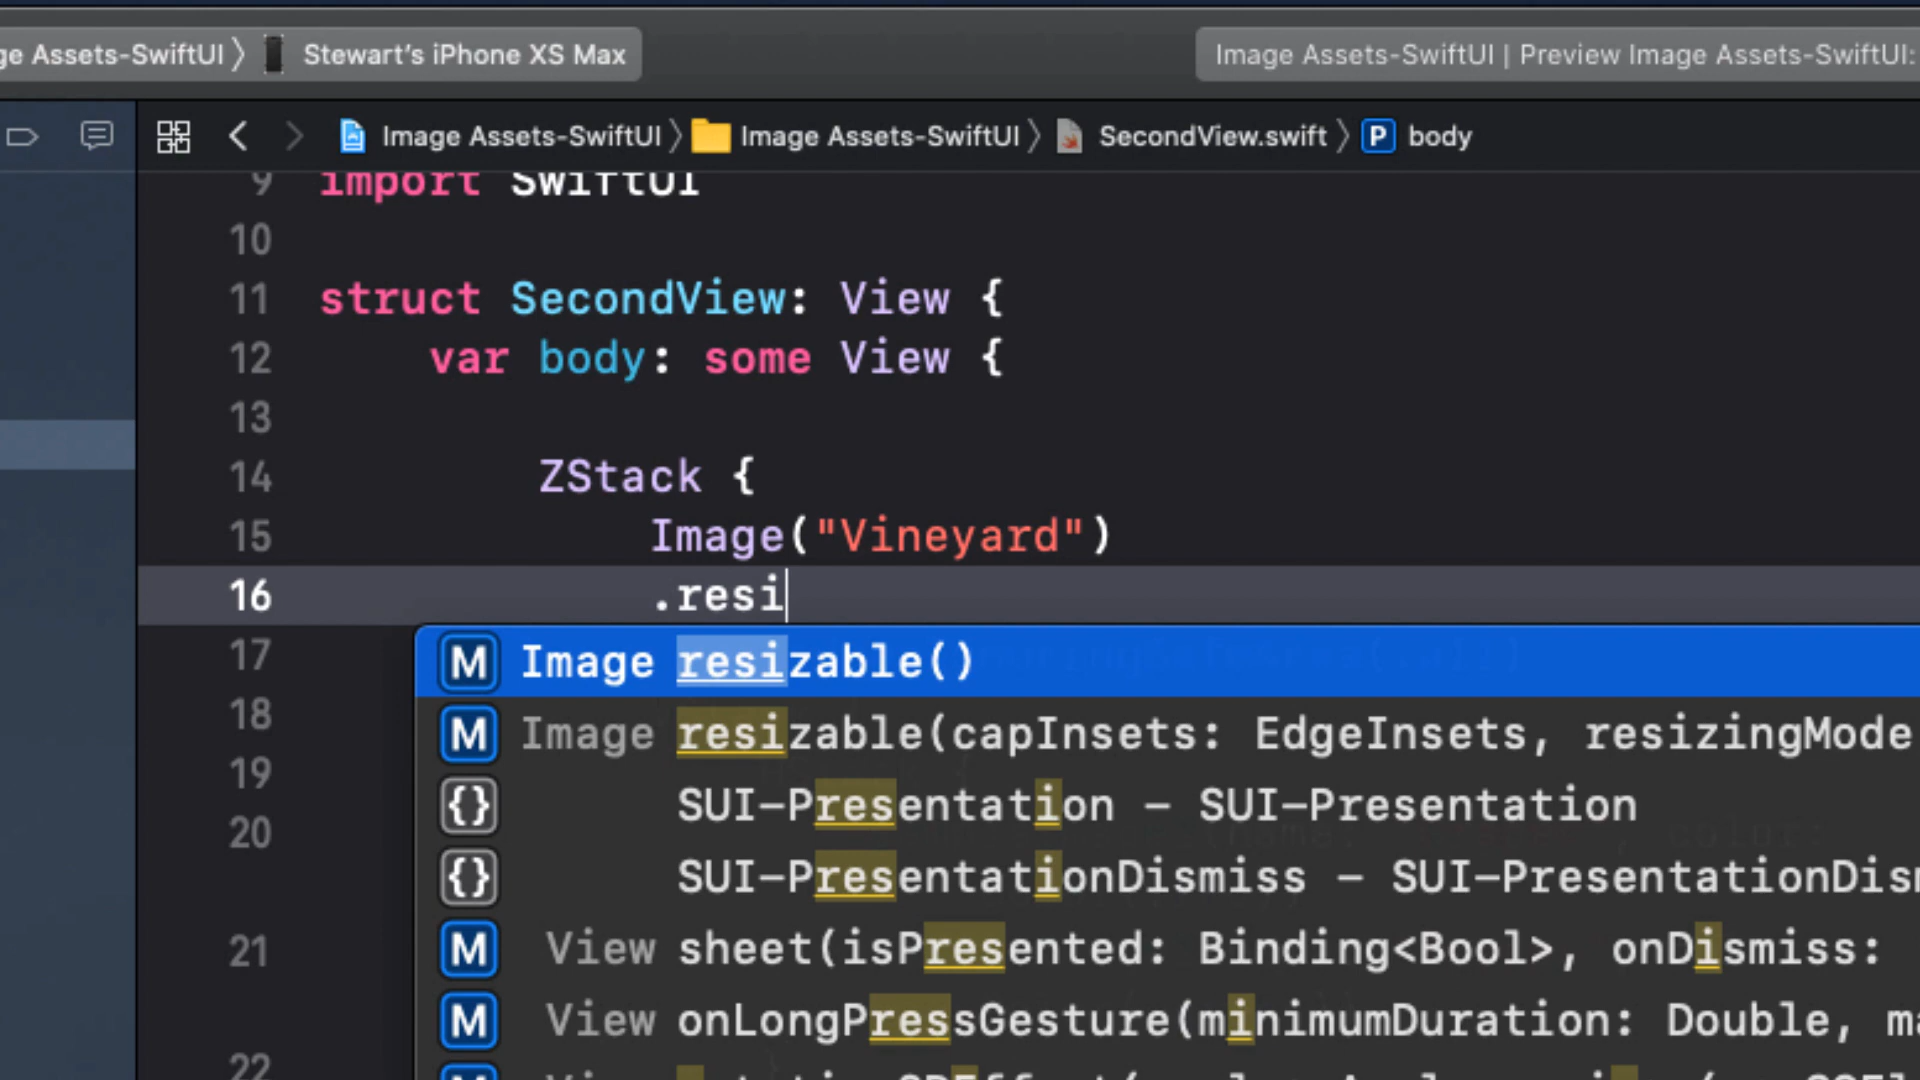 ge Assets-SwiftUI 〉 Stewart's iPhone XS Max
Image Assets-SwiftUI | Preview Image Assets-SwiftUI:
Image Assets-SwiftUI 〉 Image Assets-SwiftUI 〉 SecondView.swift 〉 P body
9 import SwiftUI
10
11 struct SecondView: View {
12 var body: some View {
13
14 ZStack {
15 Image("Vineyard")
16 .resi
17 M Image resizable()
18 M Image resizable(capInsets: EdgeInsets, resizingMode
19 {} SUI-Presentation - SUI-Presentation
20 {} SUI-PresentationDismiss - SUI-PresentationDism
21 M View sheet(isPresented: Binding<Bool>, onDismiss:
M View onLongPressGesture(minimumDuration: Double, ma
22